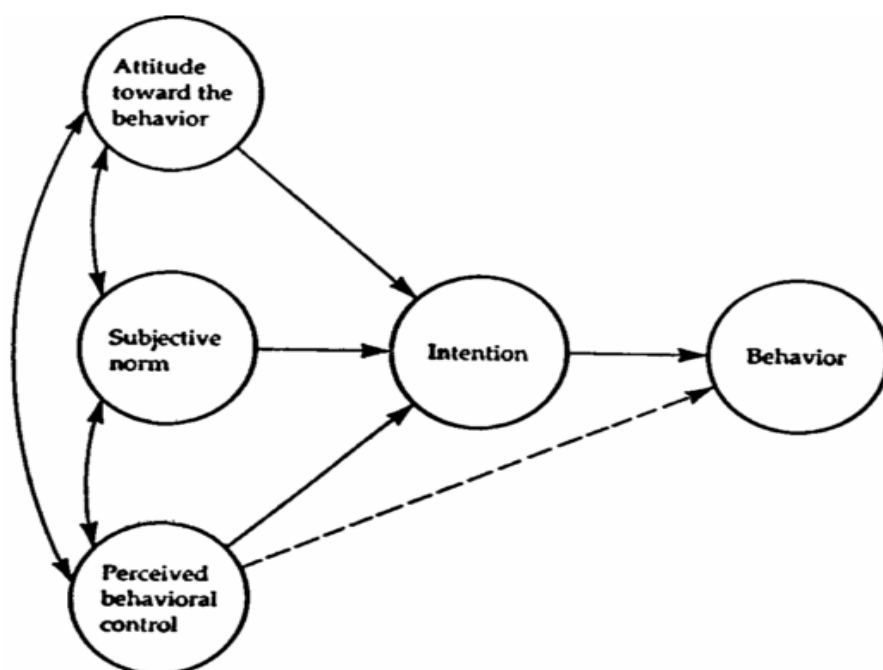 Attitude
toward the
behavior
Subjective
norm
Intention
Behavior
Perceived
behavioral
control